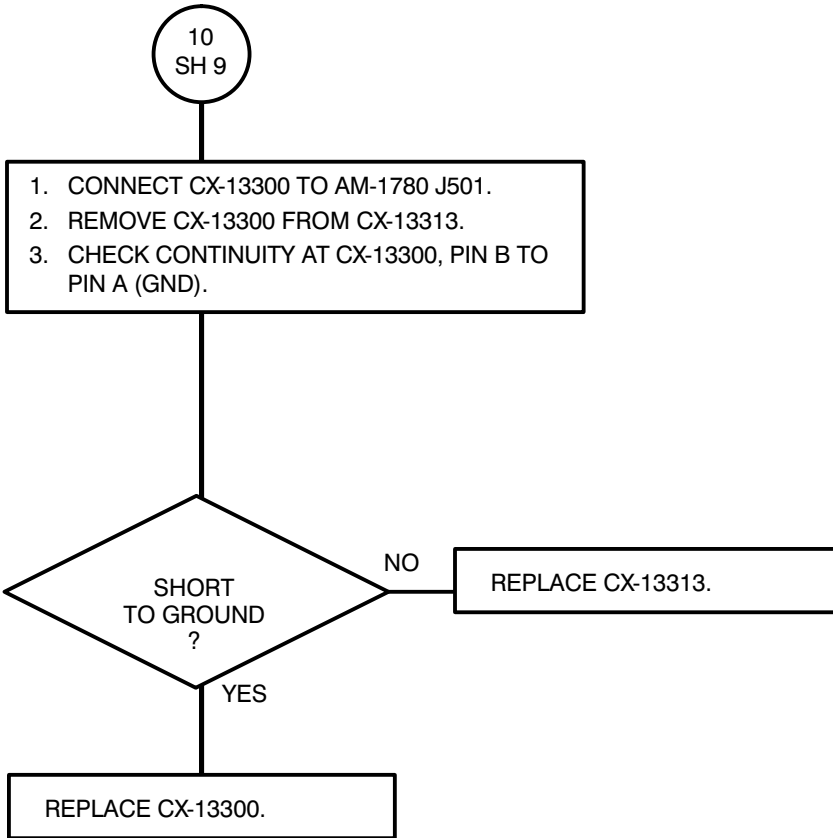 10
SH 9
1. CONNECT CX-13300 TO AM-1780 J501.
2. REMOVE CX-13300 FROM CX-13313.
3. CHECK CONTINUITY AT CX-13300, PIN B TO
PIN A (GND).
SHORT
TO GROUND
?
NO
REPLACE CX-13313.
YES
REPLACE CX-13300.